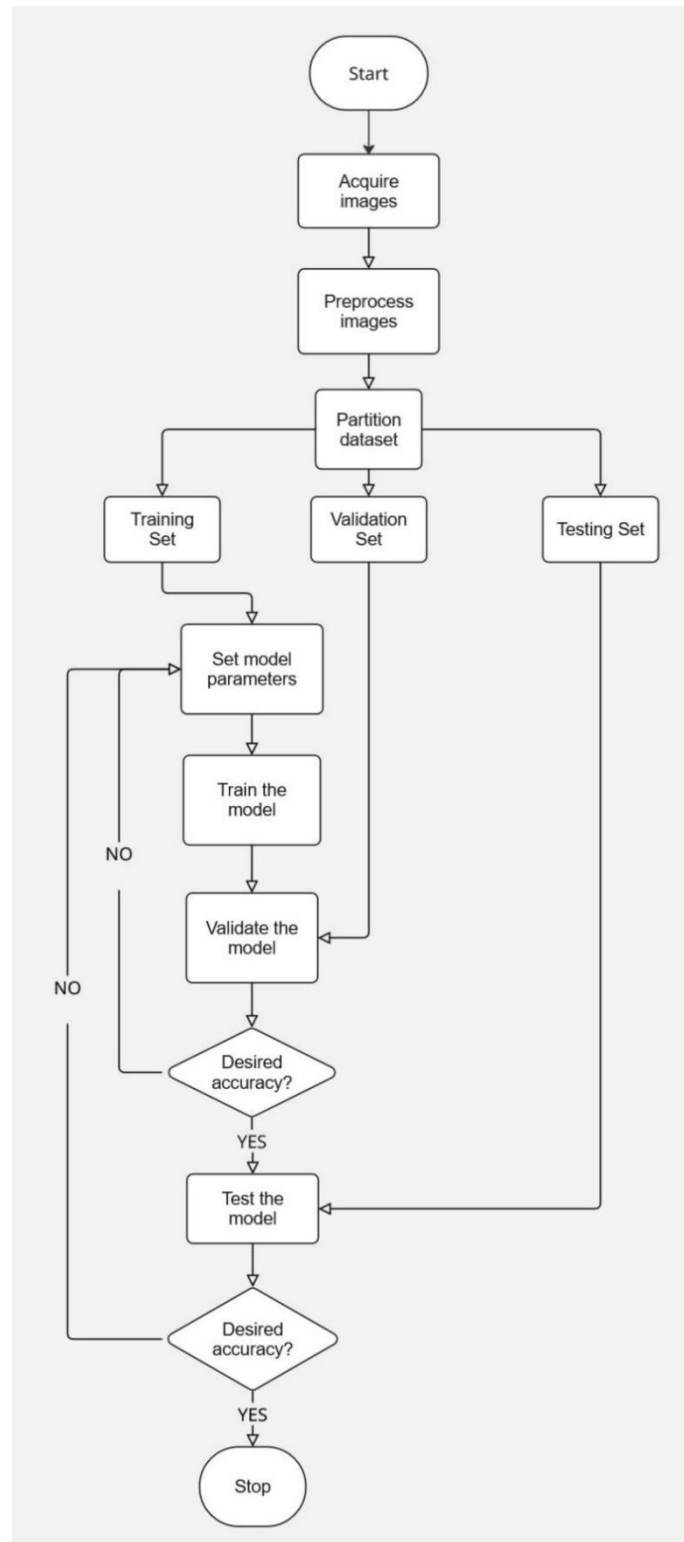 Start
Acquire
images
Preprocess
images
Partition
dataset
Training
Set
Validation
Set
Testing Set
Set model
parameters
Train the
model
NO
Validate the
model
NO
Desired
accuracy?
YES
Test the
model
Desired
accuracy?
YES
Stop